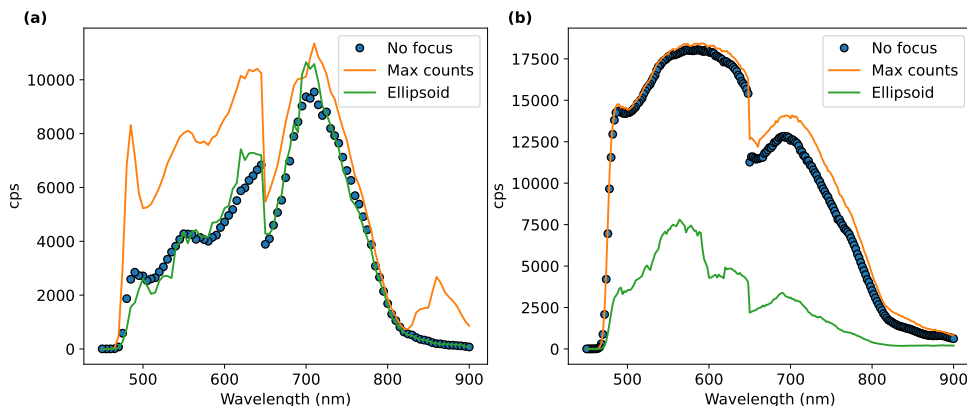 (a)
No focus
Max counts
Ellipsoid
10000
8000
6000
4000
2000
0
cps
500
600
700
800
900
Wavelength (nm)
(b)
No focus
Max counts
Ellipsoid
17500
15000
12500
10000
7500
5000
2500
0
cps
500
600
700
800
900
Wavelength (nm)